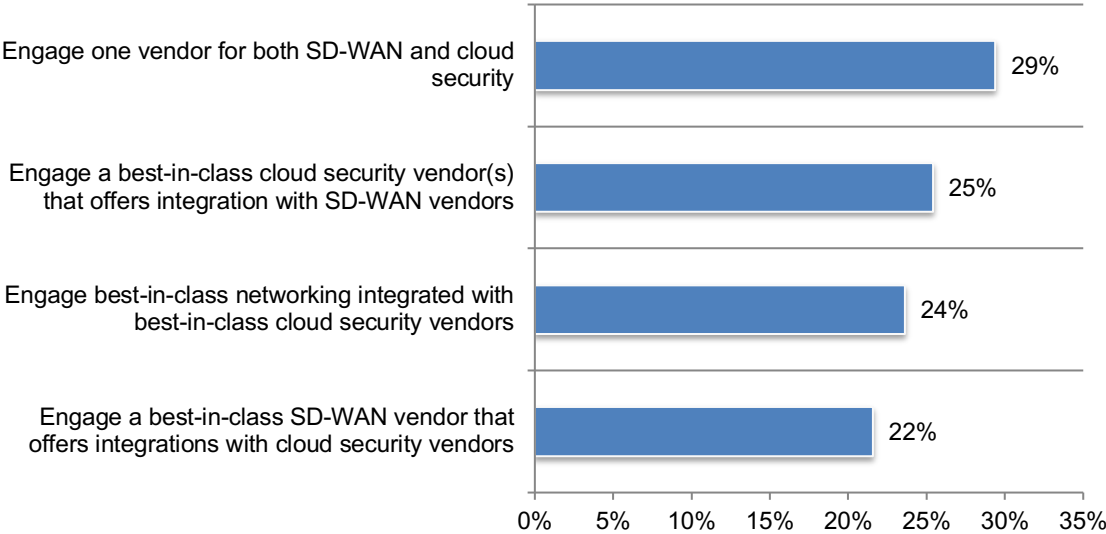 Engage one vendor for both SD-WAN and cloud
security
29%
Engage a best-in-class cloud security vendor(s)
that offers integration with SD-WAN vendors
25%
Engage best-in-class networking integrated with
best-in-class cloud security vendors
24%
Engage a best-in-class SD-WAN vendor that
offers integrations with cloud security vendors
22%
0% 5% 10% 15% 20% 25% 30% 35%